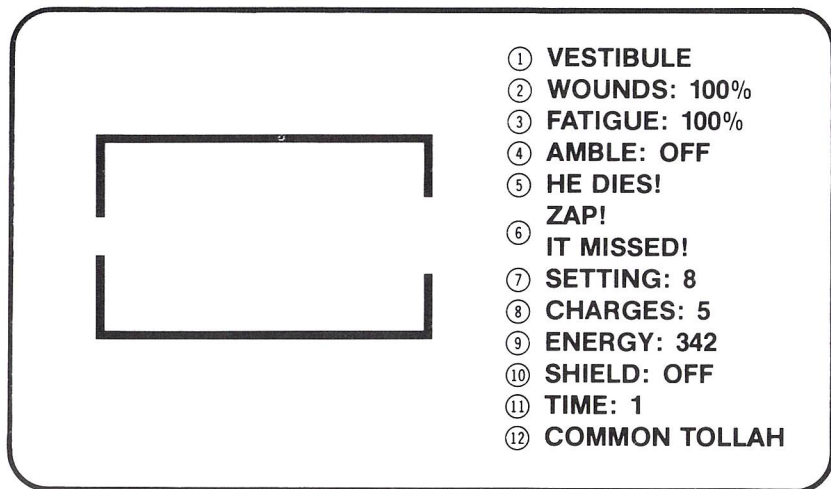 ① VESTIBULE
② WOUNDS: 100%
③ FATIGUE: 100%
④ AMBLE: OFF
⑤ HE DIES!
⑥ ZAP!
IT MISSED!
⑦ SETTING: 8
⑧ CHARGES: 5
⑨ ENERGY: 342
⑩ SHIELD: OFF
⑪ TIME: 1
⑫ COMMON TOLLAH